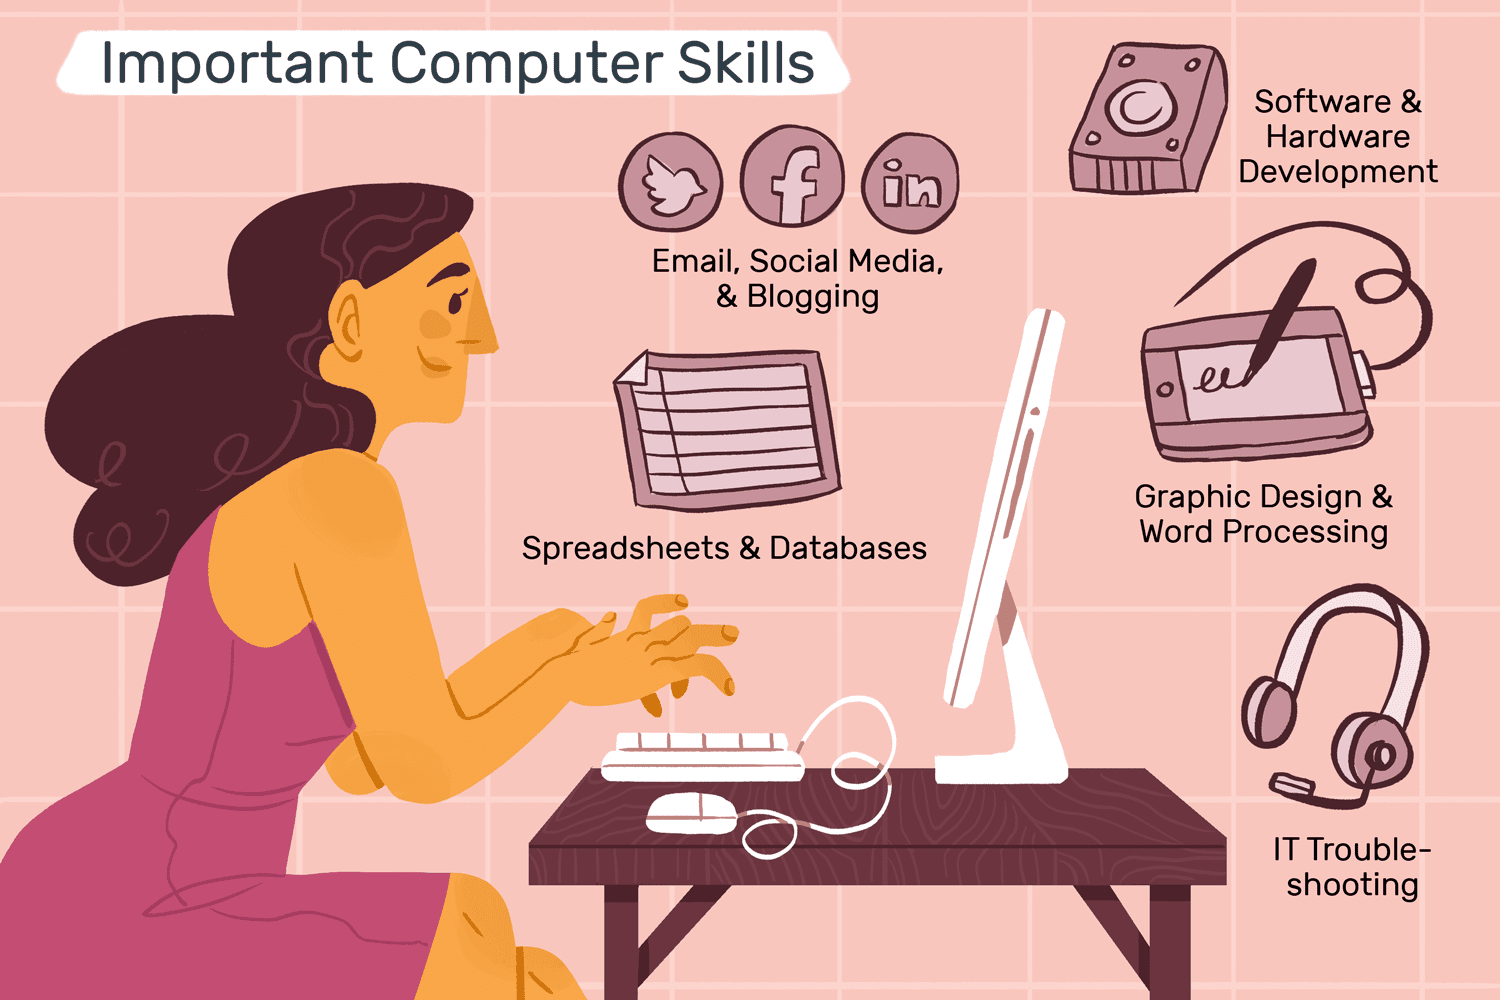 Important Computer Skills
Software &
Hardware
Development
f
in
Email, Social Media,
& Blogging
Spreadsheets & Databases
Graphic Design &
Word Processing
IT Trouble-
shooting